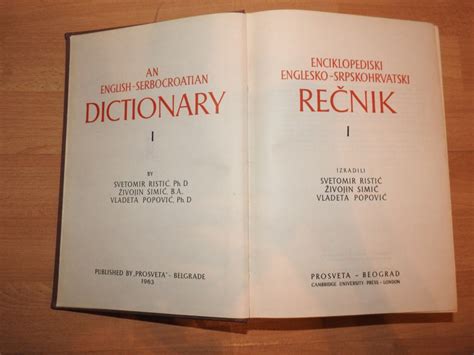 AN
ENGLISH-SERBOCROATIAN
DICTIONARY
I
BY
SVETOMIR RISTIĆ, Ph. D
ŽIVOJIN SIMIĆ, B.A.
VLADETA POPOVIĆ, Ph. D
PUBLISHED BY „PROSVETA" - BELGRADE
1963
ENCIKLOPEDISKI
ENGLESKO-SRPSKOHRVATSKI
REČNIK
I
IZRADILI
SVETOMIR RISTIĆ
ŽIVOJIN SIMIĆ
VLADETA POPOVIĆ
PROSVETA – BEOGRAD
CAMBRIDGE UNIVERSITY PRESS – LONDON